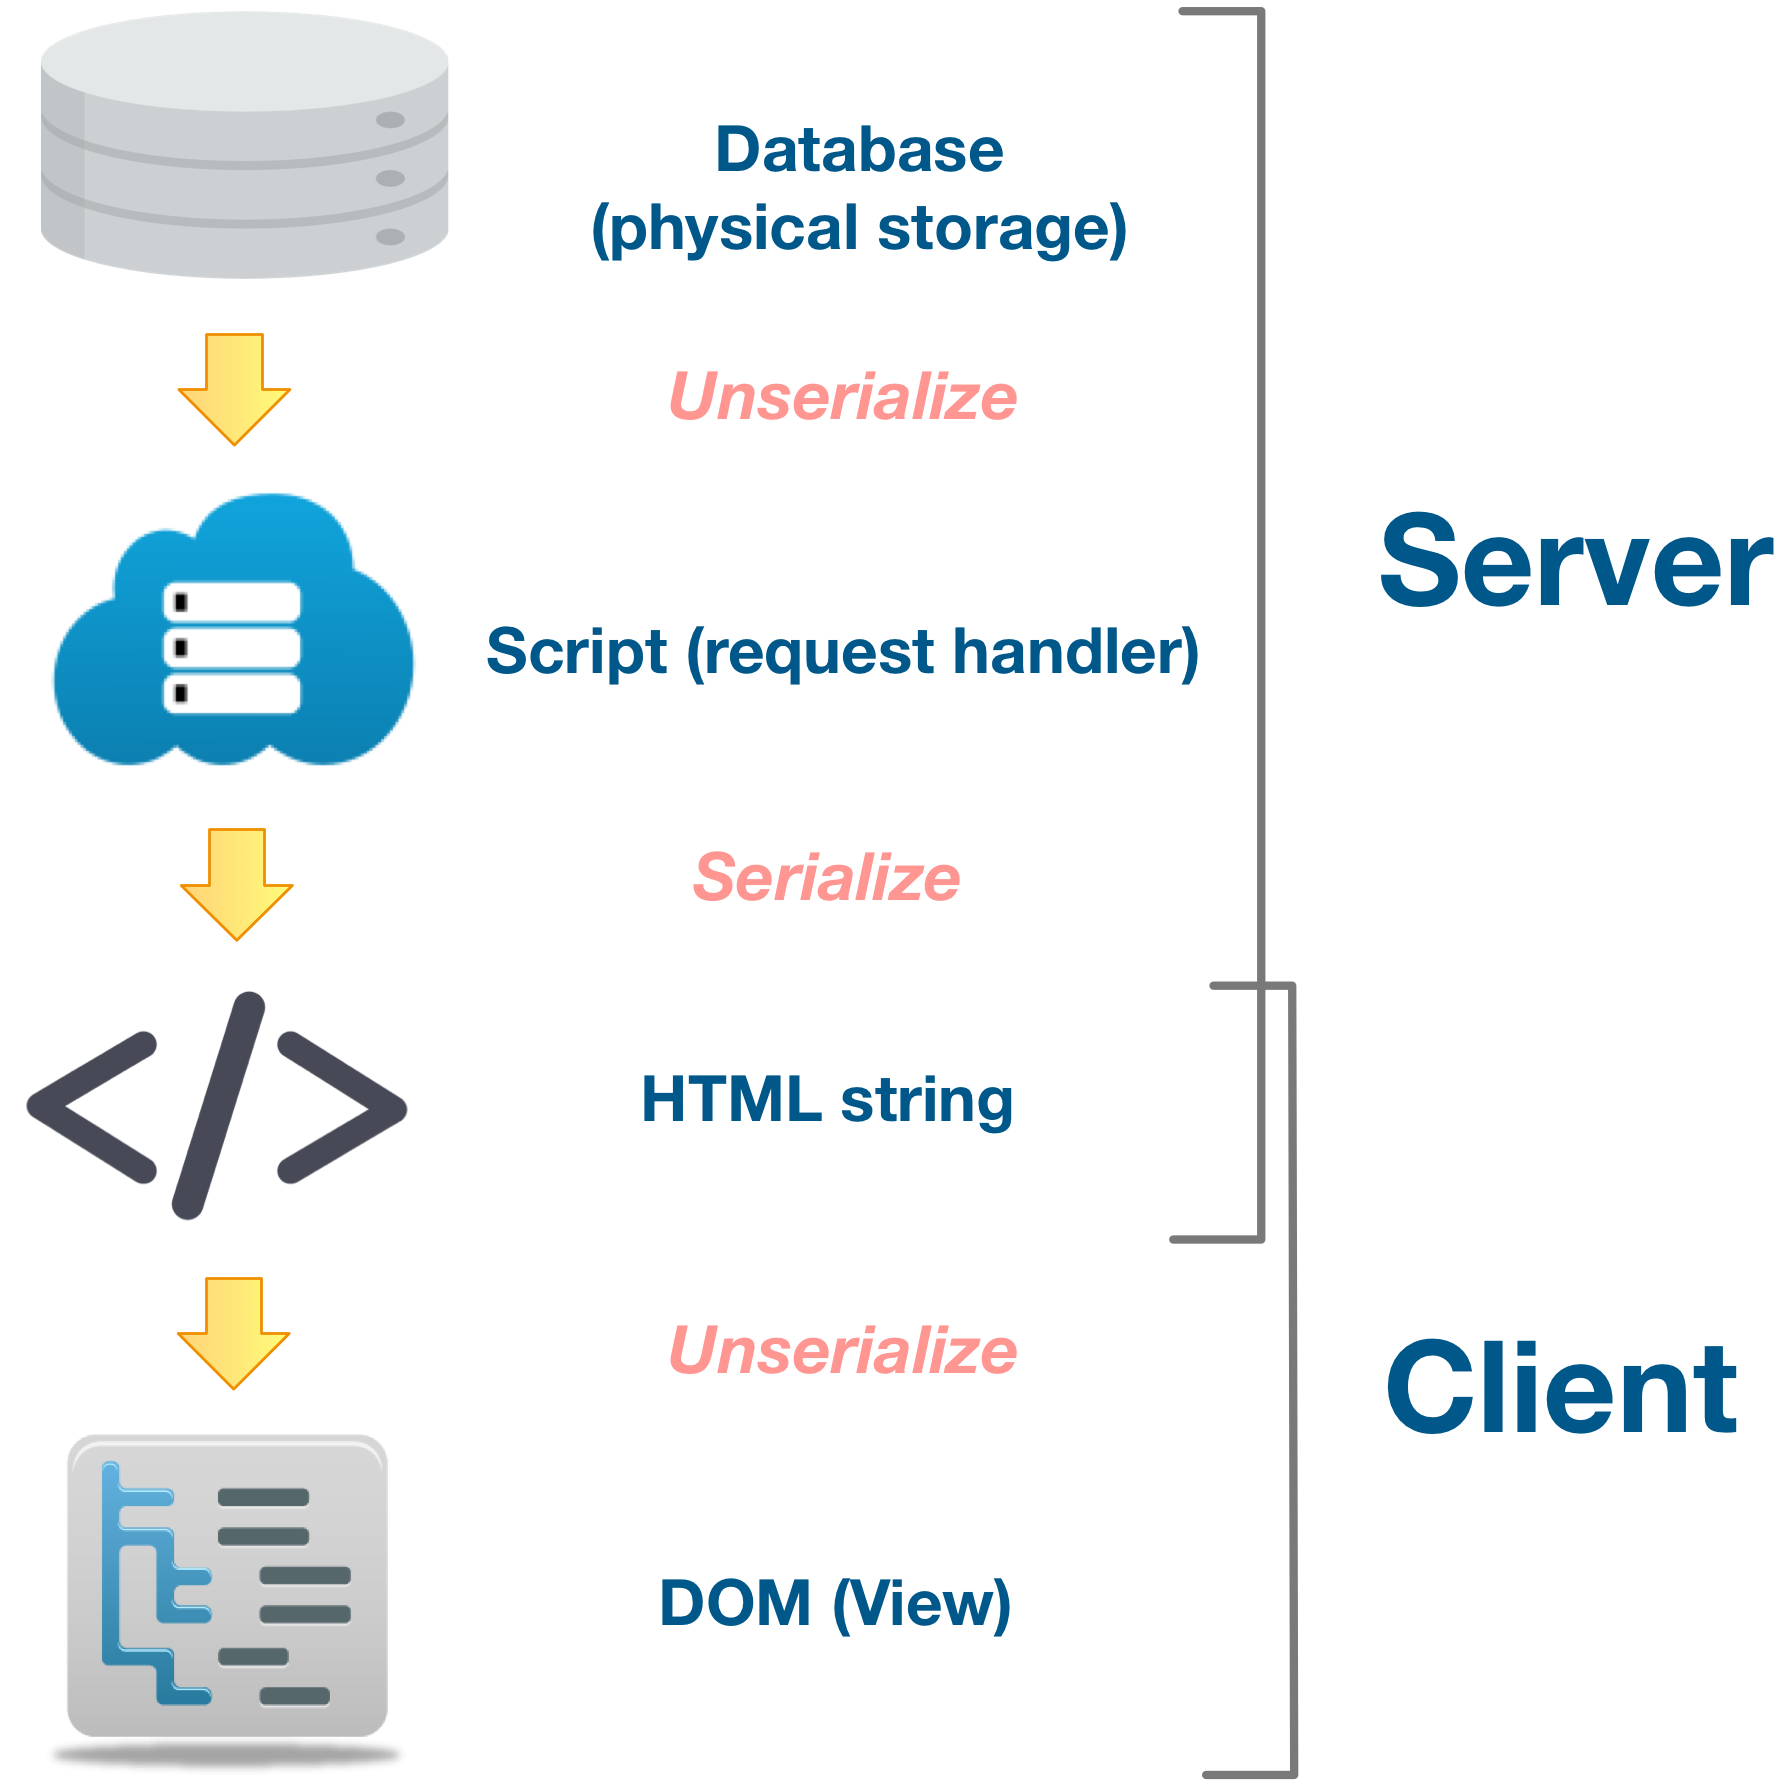 Database
(physical storage)
Unserialize
Server
Script (request handler)
Serialize
HTML string
Unserialize
Client
DOM (View)